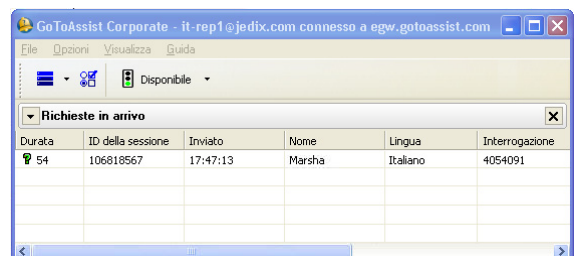 GoToAssist Corporate - it-rep1@jedix.com connesso a egw.gotoassist.com
File Opzioni Visualizza Guida
Disponibile
Richieste in arrivo
Durata ID della sessione Inviato Nome Lingua Interrogazione
54 106818567 17:47:13 Marsha Italiano 4054091